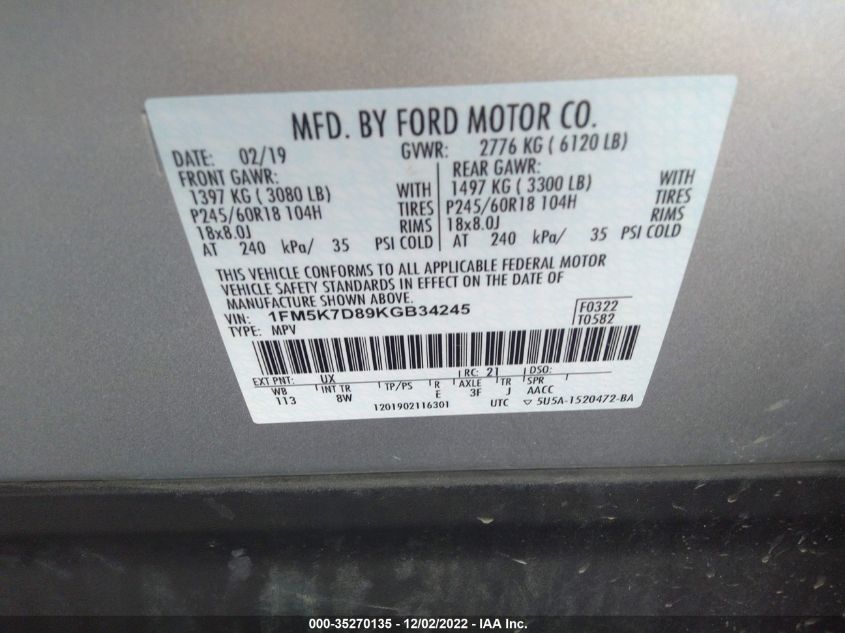 MFD. BY FORD MOTOR CO.
DATE: 02/19 GVWR: 2776 KG ( 6120 LB)
FRONT GAWR: REAR GAWR:
1397 KG ( 3080 LB) WITH 1497 KG ( 3300 LB) WITH
P245/60R18 104H TIRES P245/60R18 104H TIRES
18x8.0J RIMS 18x8.0J RIMS
AT 240 kPa/ 35 PSI COLD AT 240 kPa/ 35 PSI COLD
THIS VEHICLE CONFORMS TO ALL APPLICABLE FEDERAL MOTOR
VEHICLE SAFETY STANDARDS IN EFFECT ON THE DATE OF
MANUFACTURE SHOWN ABOVE.
VIN: 1FM5K7D89KGB34245 F0322
TYPE: MPV T0582
EXT PNT: UX RC: 21 DSO:
WB INT TR TP/PS R AXLE TR SPR
113 8W E 3F J AACC
1201902116301 UTC ▽ 5U5A-1520472-BA
000-35270135 - 12/02/2022 - IAA Inc.